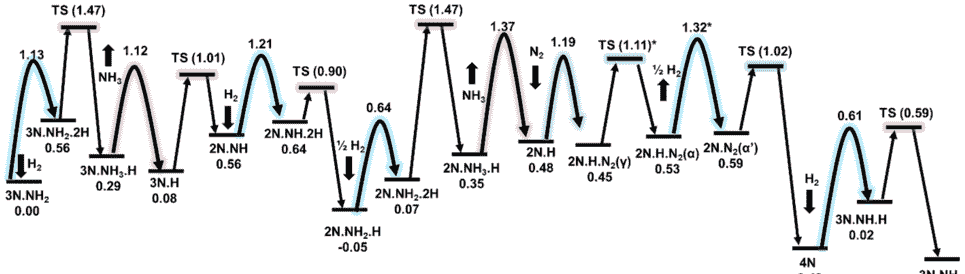 TS (1.47)
1.13
NH₃
1.12
3N.NH₂.2H
0.56
H₂
3N.NH₂
0.00
3N.NH₃.H
0.29
3N.H
0.08
TS (1.01)
H₂
1.21
2N.NH
0.56
2N.NH.2H
0.64
TS (0.90)
½ H₂
0.64
2N.NH₂.H
-0.05
2N.NH₂.2H
0.07
TS (1.47)
NH₃
1.37
2N.NH₃.H
0.35
N₂
1.19
2N.H
0.48
2N.H.N₂(γ)
0.45
TS (1.11)*
½ H₂
1.32*
2N.H.N₂(α)
0.53
2N.N₂(α')
0.59
TS (1.02)
H₂
0.61
4N
3N.NH.H
0.02
TS (0.59)